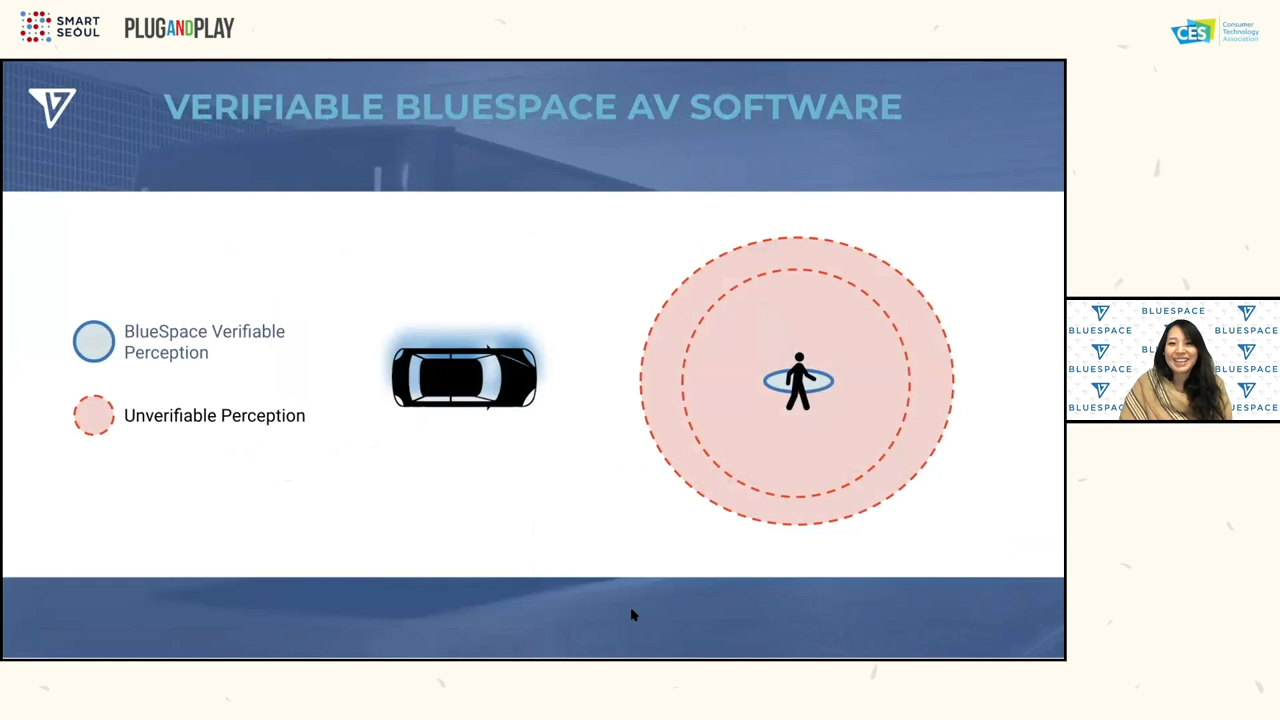 SMART
SEOUL
PLUGANDPLAY
CES
Consumer
Technology
Association
VERIFIABLE BLUESPACE AV SOFTWARE
BlueSpace Verifiable
Perception
Unverifiable Perception
BLUESPACE
BLUESPACE
BLUESPACE
BLUESPACE
BLUESPACE
BLUESPACE